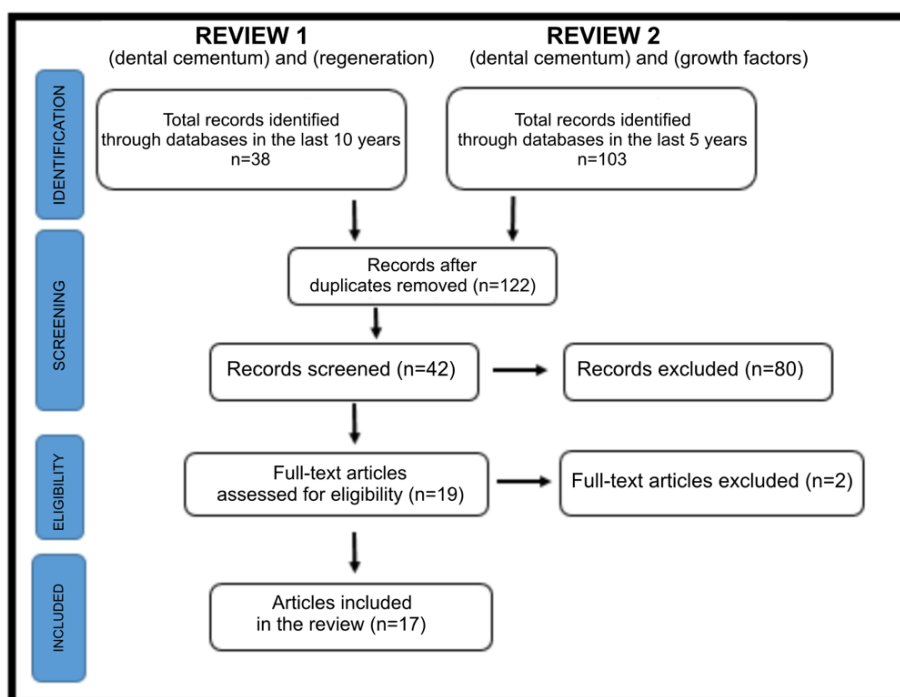 REVIEW 1
(dental cementum) and (regeneration)
REVIEW 2
(dental cementum) and (growth factors)
IDENTIFICATION
Total records identified
through databases in the last 10 years
n=38
Total records identified
through databases in the last 5 years
n=103
SCREENING
Records after
duplicates removed (n=122)
Records screened (n=42)
Records excluded (n=80)
ELIGIBILITY
Full-text articles
assessed for eligibility (n=19)
Full-text articles excluded (n=2)
INCLUDED
Articles included
in the review (n=17)